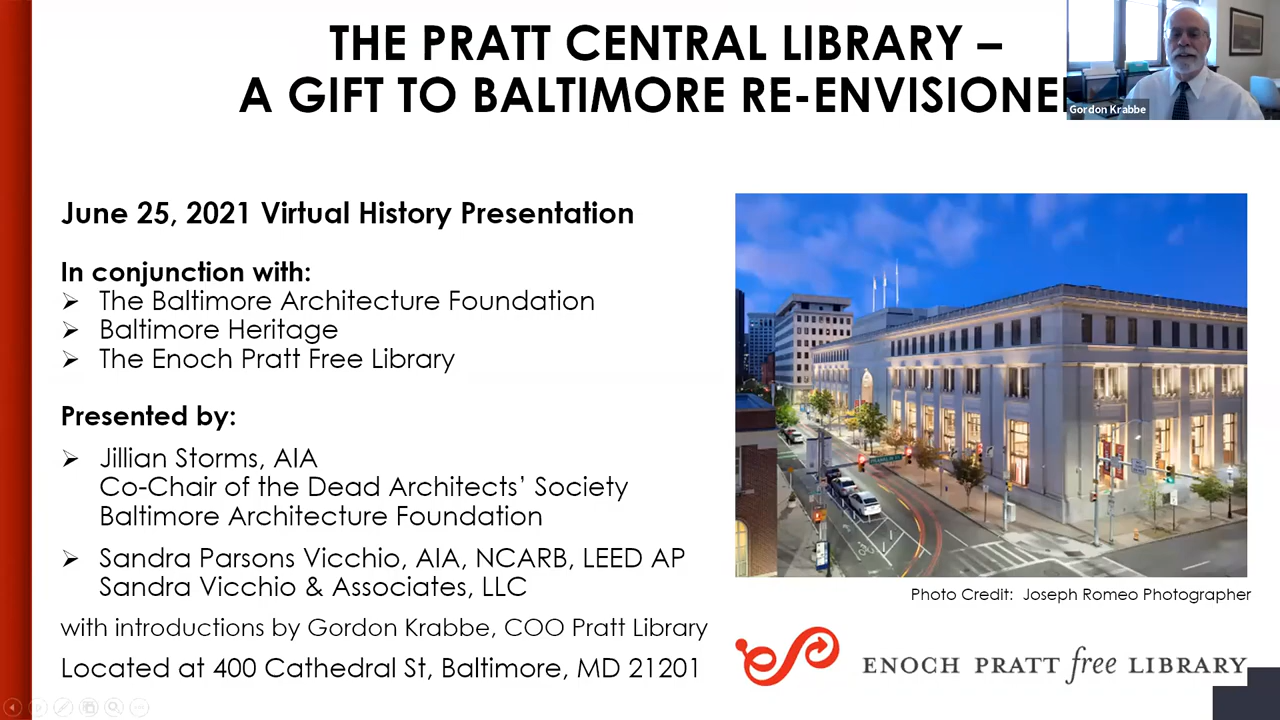 THE PRATT CENTRAL LIBRARY –
A GIFT TO BALTIMORE RE-ENVISIONE
Gordon Krabbe
June 25, 2021 Virtual History Presentation
In conjunction with:
➢ The Baltimore Architecture Foundation
➢ Baltimore Heritage
➢ The Enoch Pratt Free Library
Presented by:
➢ Jillian Storms, AIA
Co-Chair of the Dead Architects’ Society
Baltimore Architecture Foundation
➢ Sandra Parsons Vicchio, AIA, NCARB, LEED AP
Sandra Vicchio & Associates, LLC
with introductions by Gordon Krabbe, COO Pratt Library
Located at 400 Cathedral St, Baltimore, MD 21201
Photo Credit: Joseph Romeo Photographer
ENOCH PRATT free LIBRARY